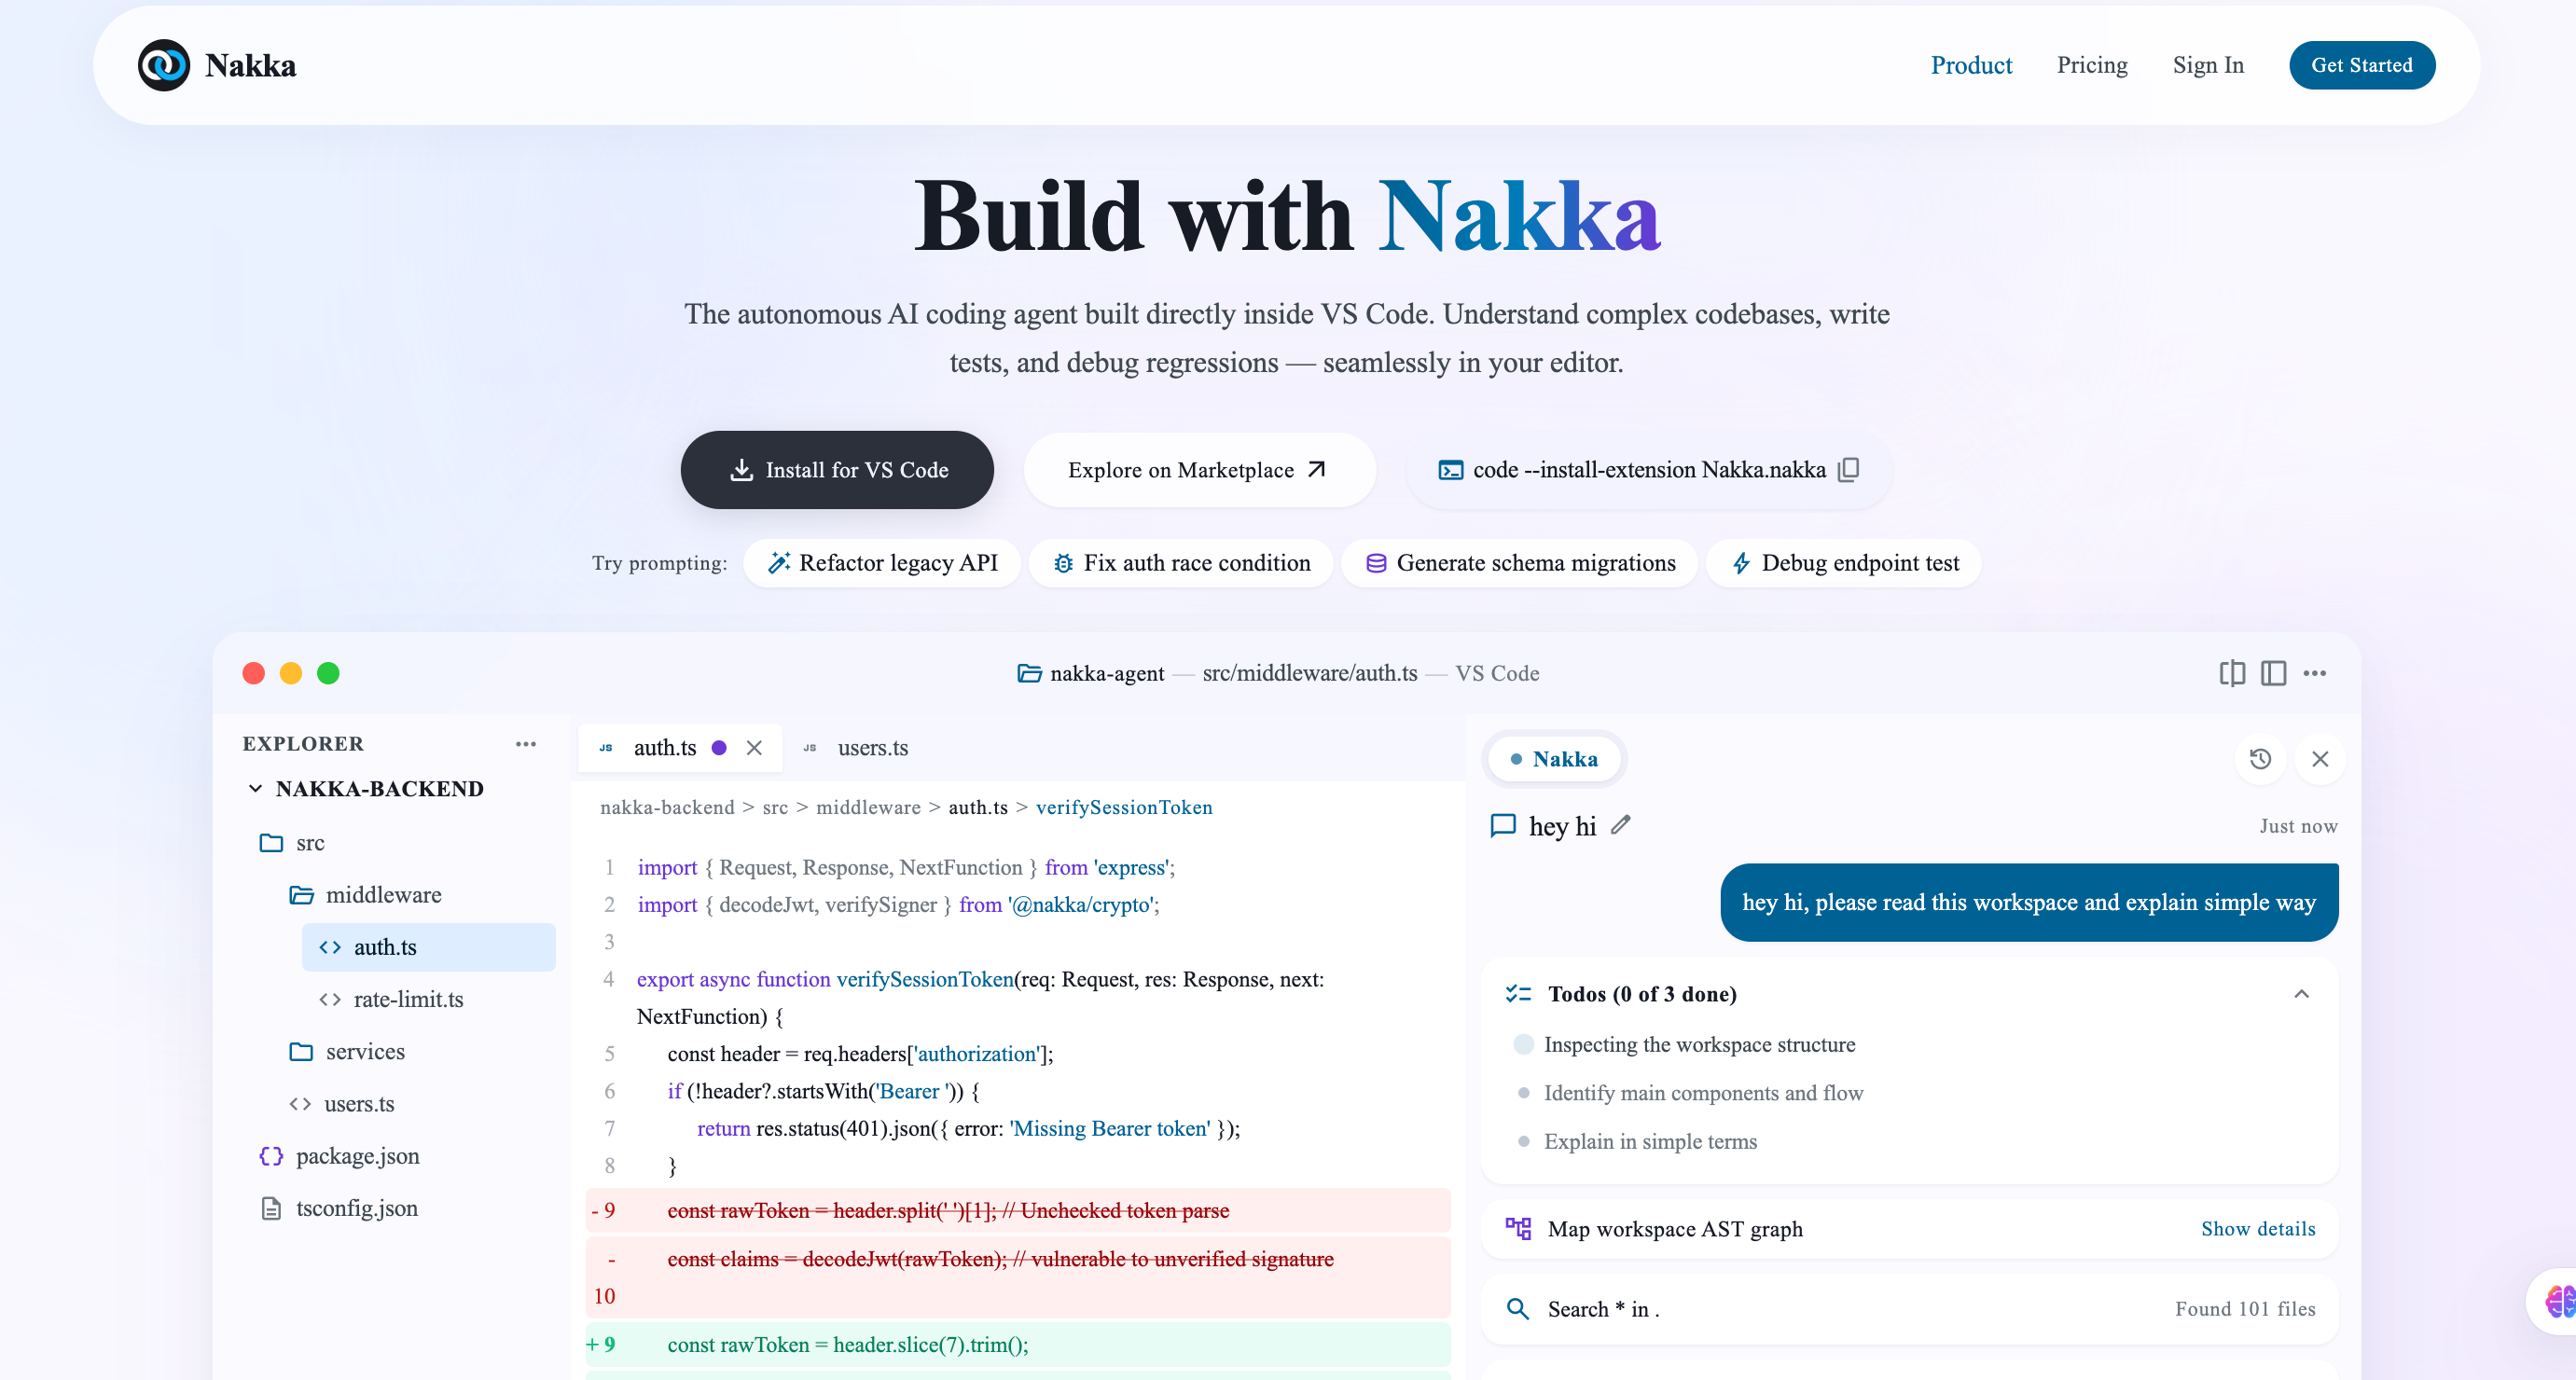 Nakka
Product
Pricing
Sign In
Get Started
Build with Nakka
The autonomous AI coding agent built directly inside VS Code. Understand complex codebases, write
tests, and debug regressions — seamlessly in your editor.
Install for VS Code
Explore on Marketplace
code --install-extension Nakka.nakka
Try prompting:
Refactor legacy API
Fix auth race condition
Generate schema migrations
Debug endpoint test
nakka-agent — src/middleware/auth.ts — VS Code
EXPLORER
NAKKA-BACKEND
src
middleware
auth.ts
rate-limit.ts
services
users.ts
package.json
tsconfig.json
JS auth.ts
JS users.ts
nakka-backend > src > middleware > auth.ts > verifySessionToken
1 import { Request, Response, NextFunction } from 'express';
2 import { decodeJwt, verifySigner } from '@nakka/crypto';
3
4 export async function verifySessionToken(req: Request, res: Response, next:
NextFunction) {
5 const header = req.headers['authorization'];
6 if (!header?.startsWith('Bearer ')) {
7 return res.status(401).json({ error: 'Missing Bearer token' });
8 }
- 9 const rawToken = header.split(' ')[1]; // Unchecked token parse
- const claims = decodeJwt(rawToken); // vulnerable to unverified signature
10
+ 9 const rawToken = header.slice(7).trim();
Nakka
hey hi
Just now
hey hi, please read this workspace and explain simple way
Todos (0 of 3 done)
Inspecting the workspace structure
Identify main components and flow
Explain in simple terms
Map workspace AST graph
Show details
Search * in .
Found 101 files